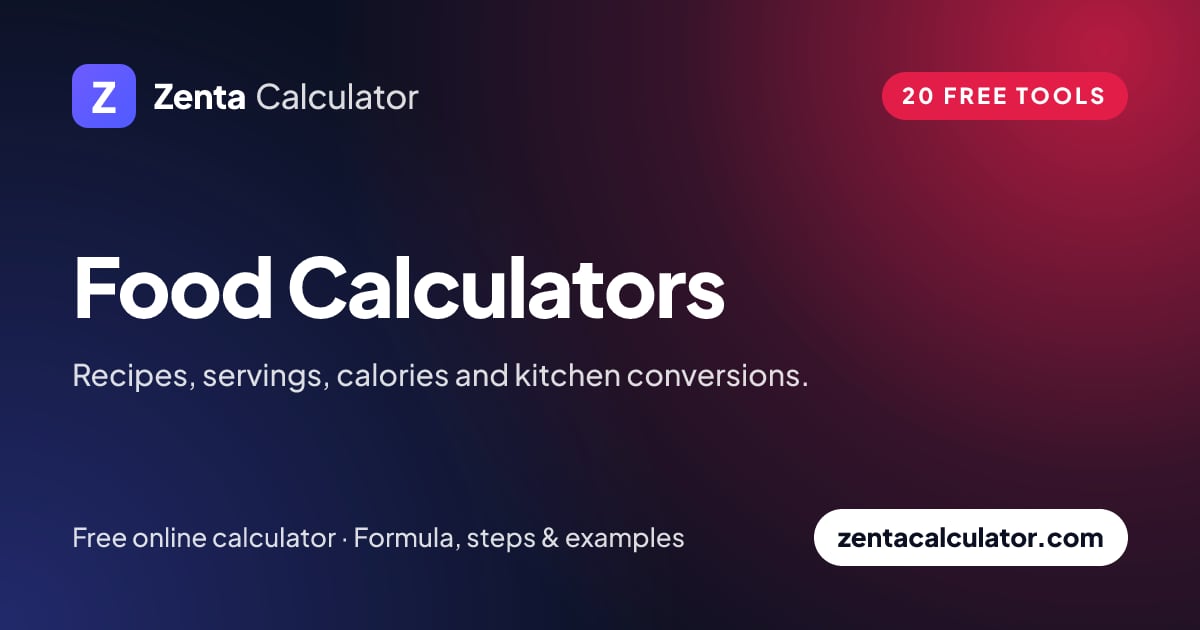 Z
Zenta Calculator
20 FREE TOOLS
Food Calculators
Recipes, servings, calories and kitchen conversions.
Free online calculator · Formula, steps & examples
zentacalculator.com